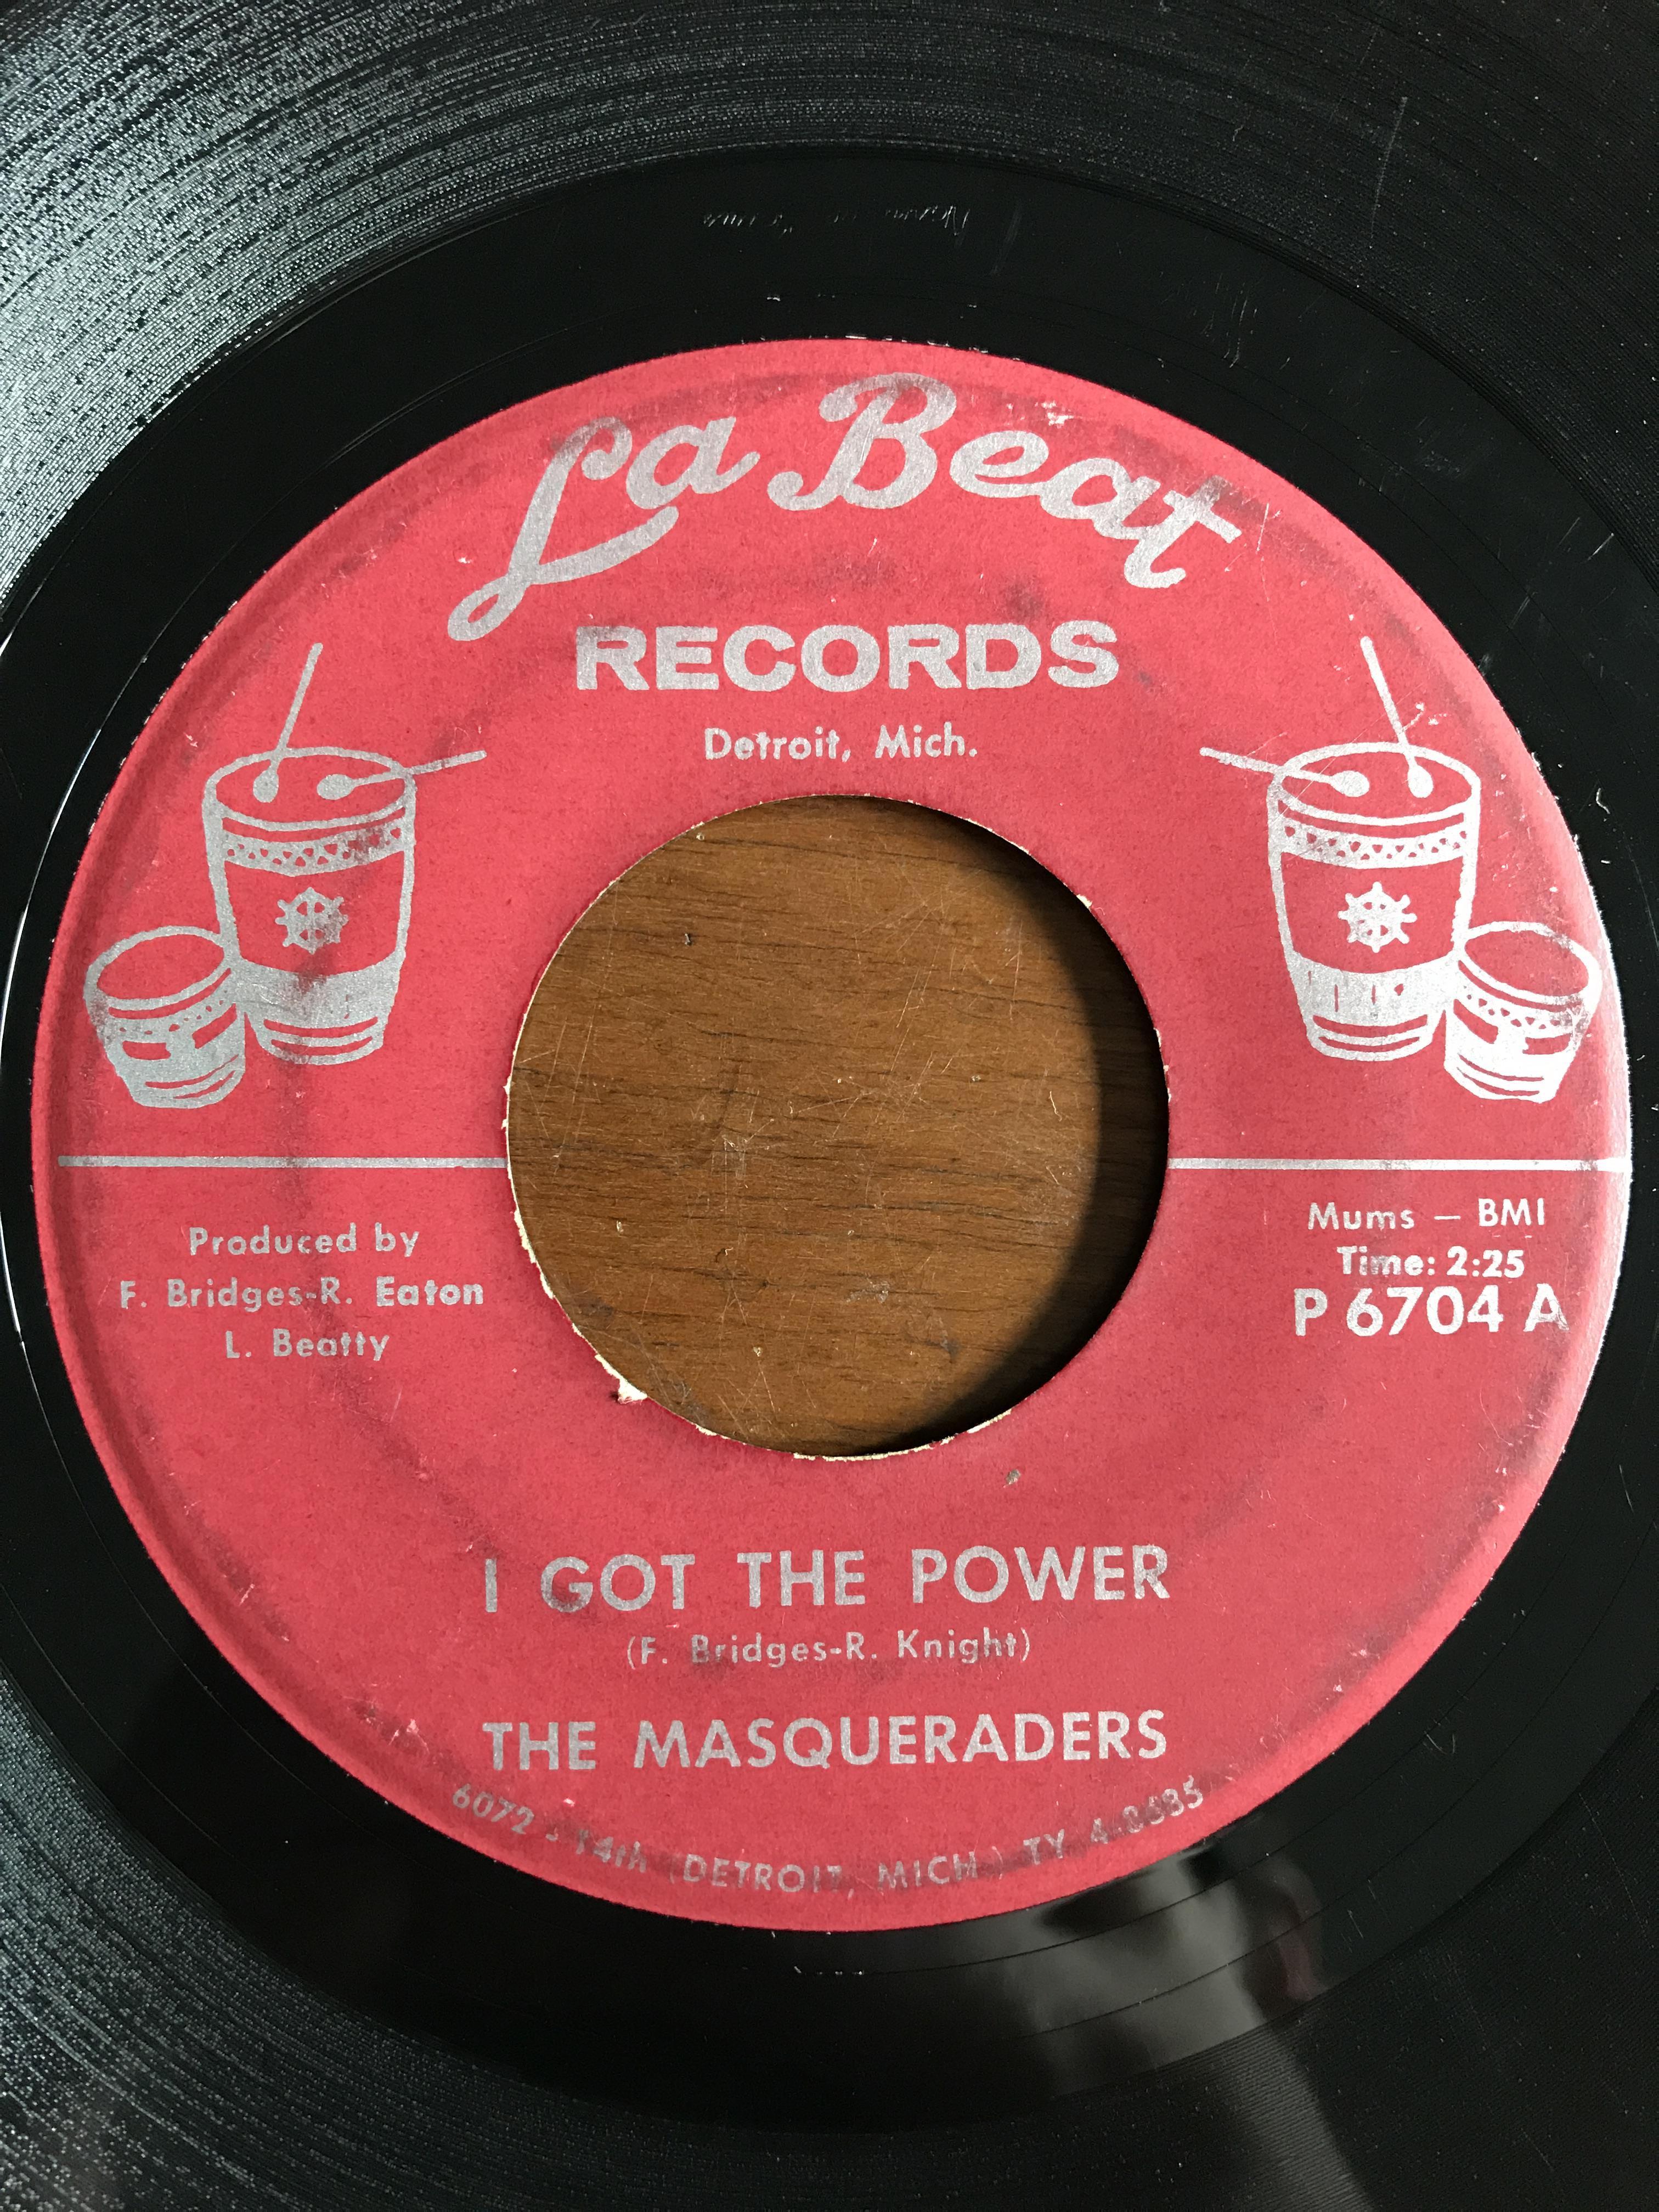 La Beat
RECORDS
Detroit, Mich.
Produced by
F. Bridges-R. Eaton
L. Beatty
Mums — BMI
Time: 2:25
P 6704 A
I GOT THE POWER
(F. Bridges-R. Knight)
THE MASQUERADERS
6072 - 14th (DETROIT, MICH.) TY